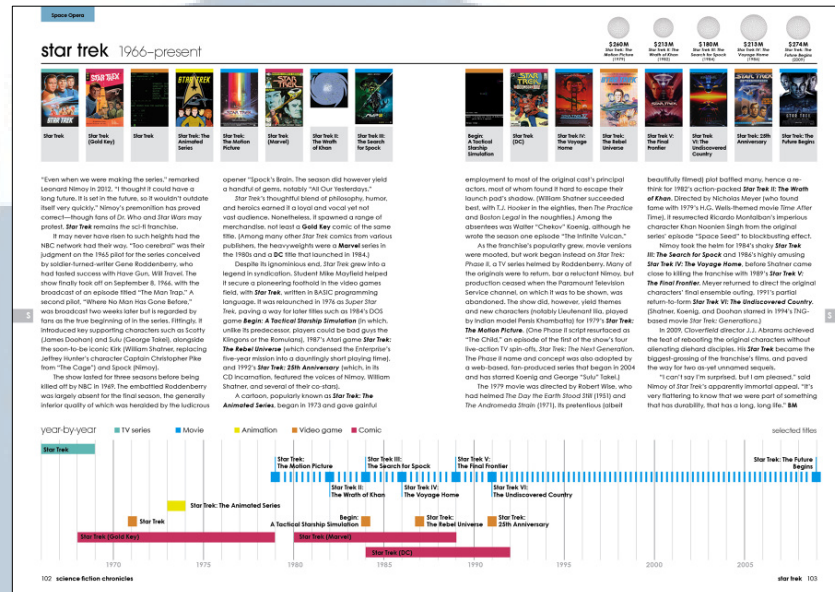 Space Opera
star trek 1966–present
$260M
Star Trek: The
Motion Picture
(1979)
$213M
Star Trek II: The
Wrath of Khan
(1982)
$180M
Star Trek III:
Search for Spock
(1984)
$213M
Star Trek IV: The
Voyage Home
(1986)
$274M
Star Trek: The
Future Begins
(2009)
Star Trek
Star Trek
(Gold Key)
Star Trek
Star Trek: The
Animated
Series
Star Trek:
The Motion
Picture
Star Trek
(Marvel)
Star Trek II:
The Wrath
of Khan
Star Trek III:
The Search
for Spock
Begin:
A Tactical
Starship
Simulation
Star Trek
(DC)
Star Trek IV:
The Voyage
Home
Star Trek:
The Rebel
Universe
Star Trek V:
The Final
Frontier
Star Trek
VI: The
Undiscovered
Country
Star Trek: 25th
Anniversary
Star Trek: The
Future Begins
"Even when we were making the series," remarked
Leonard Nimoy in 2012, "I thought it could have a
long future. It is set in the future, so it wouldn't outdate
itself very quickly." Nimoy's premonition has proved
correct—though fans of Dr. Who and Star Wars may
protest, Star Trek remains the sci-fi franchise.
It may never have risen to such heights had the
NBC network had their way. "Too cerebral" was their
judgment on the 1965 pilot for the series conceived
by soldier-turned-writer Gene Roddenberry, who
had tasted success with Have Gun, Will Travel. The
show finally took off on September 8, 1966, with the
broadcast of an episode titled "The Man Trap." A
second pilot, "Where No Man Has Gone Before,"
was broadcast two weeks later but is regarded by
fans as the true beginning of the series. Fittingly, it
introduced key supporting characters such as Scotty
(James Doohan) and Sulu (George Takei), alongside
the soon-to-be iconic Kirk (William Shatner, replacing
Jeffrey Hunter's character Captain Christopher Pike
from "The Cage") and Spock (Nimoy).
The show lasted for three seasons before being
killed off by NBC in 1969. The embattled Roddenberry
was largely absent for the final season, the generally
inferior quality of which was heralded by the ludicrous
opener "Spock's Brain. The season did however yield
a handful of gems, notably "All Our Yesterdays."
Star Trek's thoughtful blend of philosophy, humor,
and heroics earned it a loyal and vocal yet not
vast audience. Nonetheless, it spawned a range of
merchandise, not least a Gold Key comic of the same
title. (Among many other Star Trek comics from various
publishers, the heavyweights were a Marvel series in
the 1980s and a DC title that launched in 1984.)
Despite its ignominious end, Star Trek grew into a
legend in syndication. Student Mike Mayfield helped
it secure a pioneering foothold in the video games
field, with Star Trek, written in BASIC programming
language. It was relaunched in 1976 as Super Star
Trek, paving a way for later titles such as 1984's DOS
game Begin: A Tactical Starship Simulation (in which,
unlike its predecessor, players could be bad guys the
Klingons or the Romulans), 1987's Atari game Star Trek:
The Rebel Universe (which condensed the Enterprise's
five-year mission into a dauntingly short playing time),
and 1992's Star Trek: 25th Anniversary (which, in its
CD incarnation, featured the voices of Nimoy, William
Shatner, and several of their co-stars).
A cartoon, popularly known as Star Trek: The
Animated Series, began in 1973 and gave gainful
employment to most of the original cast's principal
actors, most of whom found it hard to escape their
launch pad's shadow. (William Shatner succeeded
best, with T.J. Hooker in the eighties, then The Practice
and Boston Legal in the noughties.) Among the
absentees was Walter "Chekov" Koenig, although he
wrote the season one episode "The Infinite Vulcan."
As the franchise's popularity grew, movie versions
were mooted, but work began instead on Star Trek:
Phase II, a TV series helmed by Roddenberry. Many of
the originals were to return, bar a reluctant Nimoy, but
production ceased when the Paramount Television
Service channel, on which it was to be shown, was
abandoned. The show did, however, yield themes
and new characters (notably Lieutenant Ilia, played
by Indian model Persis Khambatta) for 1979's Star Trek:
The Motion Picture. (One Phase II script resurfaced as
"The Child," an episode of the first of the show's four
live-action TV spin-offs, Star Trek: The Next Generation.
The Phase II name and concept was also adopted by
a web-based, fan-produced series that began in 2004
and has starred Koenig and George "Sulu" Takei.)
The 1979 movie was directed by Robert Wise, who
had helmed The Day the Earth Stood Still (1951) and
The Andromeda Strain (1971). Its pretentious (albeit
beautifully filmed) plot baffled many, hence a re-
think for 1982's action-packed Star Trek II: The Wrath
of Khan. Directed by Nicholas Meyer (who found
fame with 1979's H.G. Wells-themed movie Time After
Time), it resurrected Ricardo Montalban's imperious
character Khan Noonien Singh from the original
series' episode "Space Seed" to blockbusting effect.
Nimoy took the helm for 1984's shaky Star Trek
III: The Search for Spock and 1986's highly amusing
Star Trek IV: The Voyage Home, before Shatner came
close to killing the franchise with 1989's Star Trek V:
The Final Frontier. Meyer returned to direct the original
characters' final ensemble outing, 1991's partial
return-to-form Star Trek VI: The Undiscovered Country.
(Shatner, Koenig, and Doohan starred in 1994's TNG-
based movie Star Trek: Generations.)
In 2009, Cloverfield director J.J. Abrams achieved
the feat of rebooting the original characters without
alienating diehard disciples. His Star Trek became the
biggest-grossing of the franchise's films, and paved
the way for two as-yet unnamed sequels.
"I can't say I'm surprised, but I am pleased," said
Nimoy of Star Trek's apparently immortal appeal. "It's
very flattering to know that we were part of something
that has durability, that has a long, long life." BM
year-by-year
TV series
Movie
Animation
Video game
Comic
selected titles
Star Trek
Star Trek:
The Motion Picture
Star Trek III:
The Search for Spock
Star Trek V:
The Final Frontier
Star Trek: The Future
Begins
Star Trek II:
The Wrath of Khan
Star Trek IV:
The Voyage Home
Star Trek VI:
The Undiscovered Country
Star Trek: The Animated Series
Star Trek
Begin:
A Tactical Starship Simulation
Star Trek:
The Rebel Universe
Star Trek:
25th Anniversary
Star Trek (Gold Key)
Star Trek (Marvel)
Star Trek (DC)
1970
1975
1980
1985
1990
1995
2000
2005
102 science fiction chronicles
star trek 103